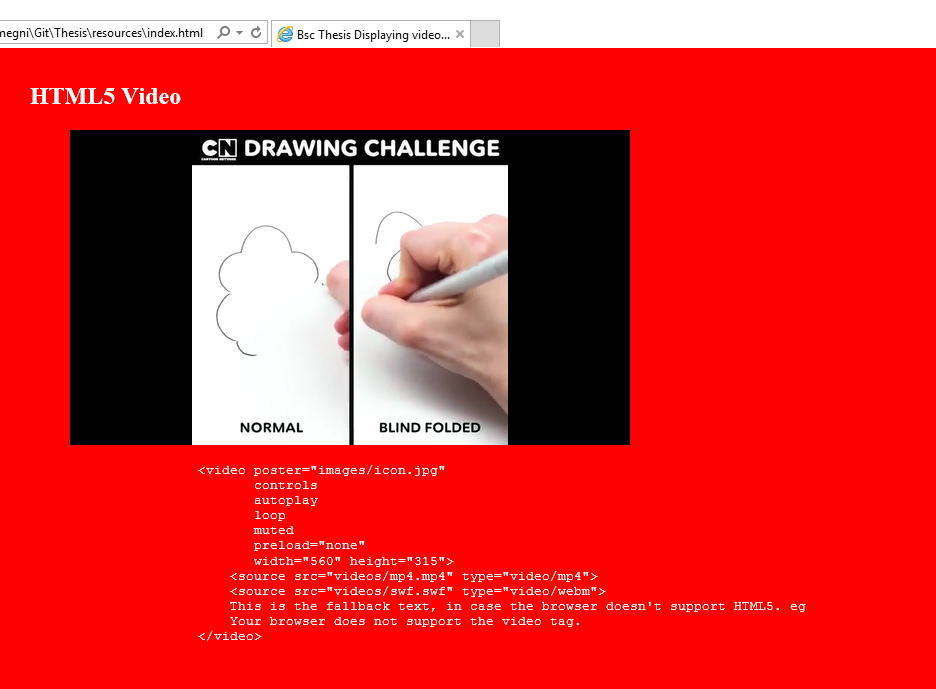 megni\Git\Thesis\resources\index.html
Bsc Thesis Displaying video...
HTML5 Video
CN DRAWING CHALLENGE
CARTOON NETWORK
NORMAL
BLIND FOLDED
<video poster="images/icon.jpg"
controls
autoplay
loop
muted
preload="none"
width="560" height="315">
<source src="videos/mp4.mp4" type="video/mp4">
<source src="videos/swf.swf" type="video/webm">
This is the fallback text, in case the browser doesn't support HTML5. eg
Your browser does not support the video tag.
</video>